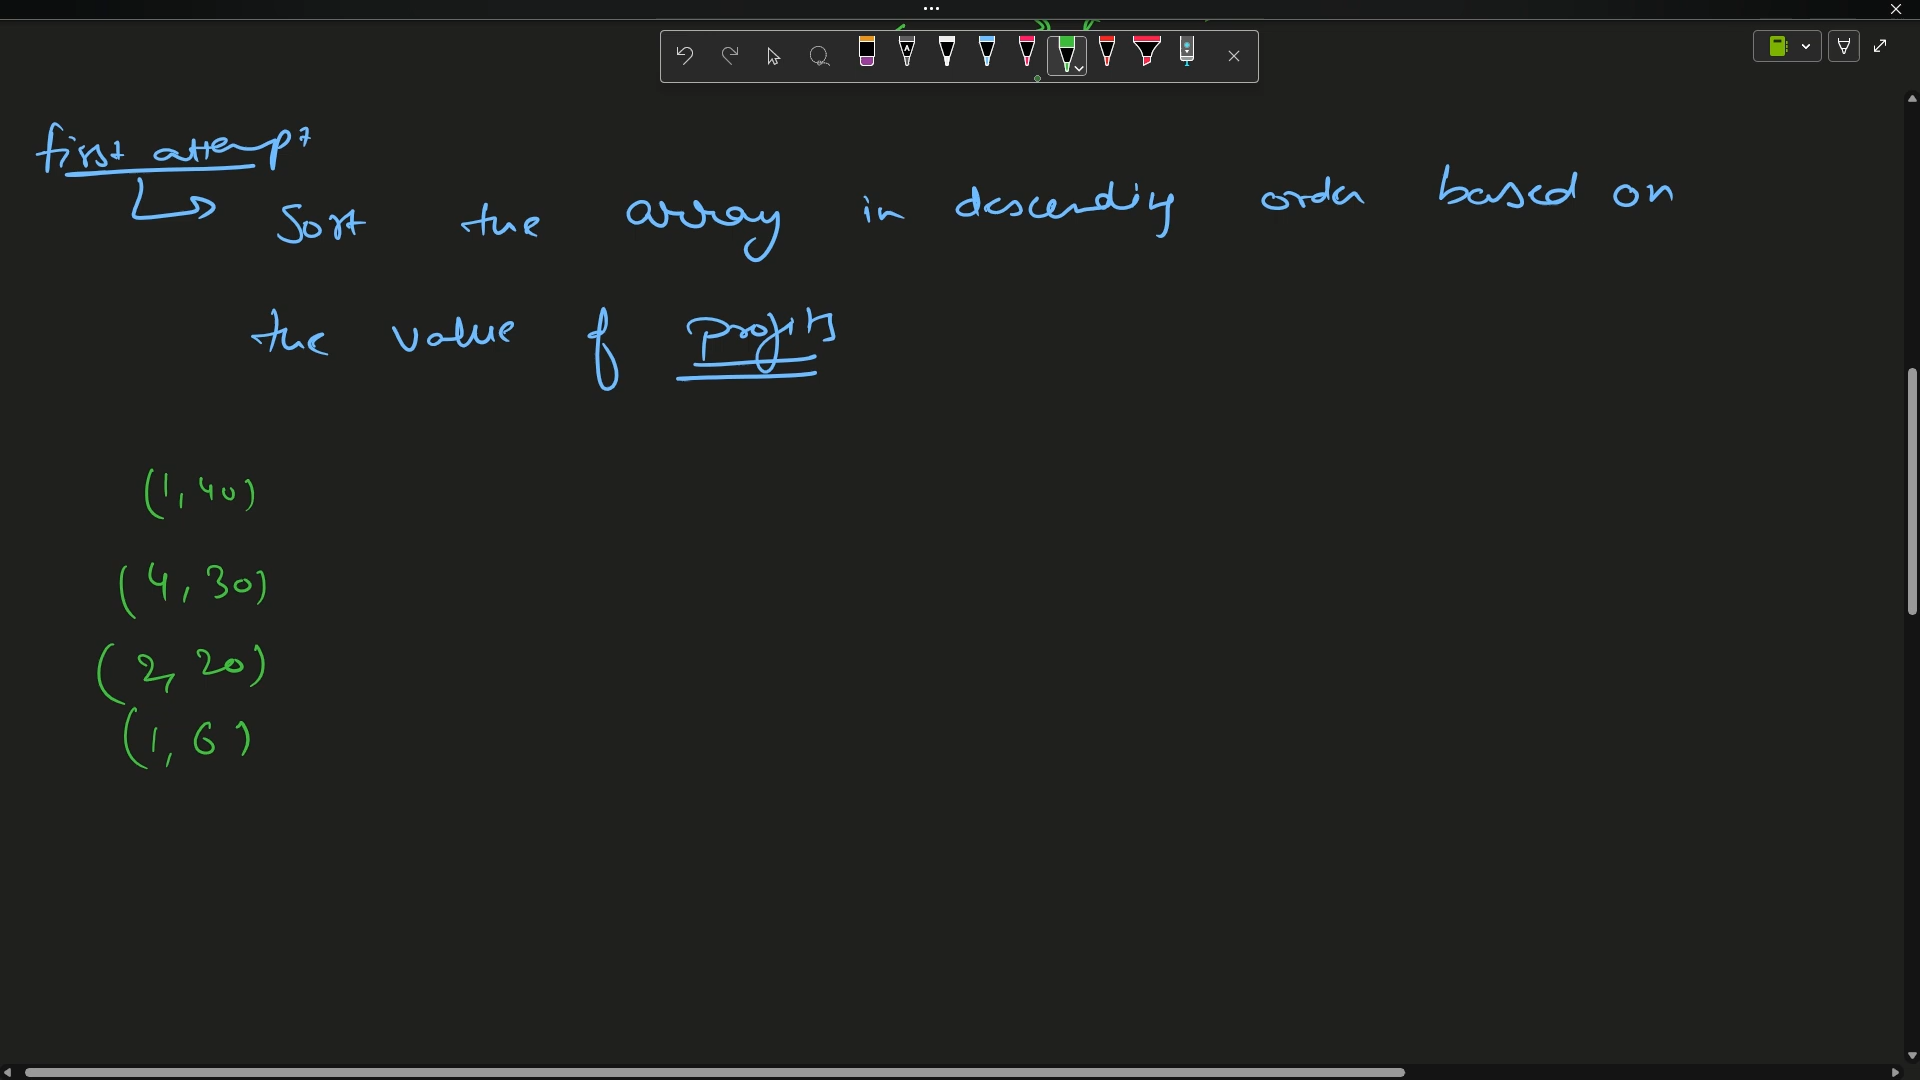 first attempt
Sort the array in descending order based on
the value of profits
(1, 40)
(4, 30)
(2, 20)
(1, 6)